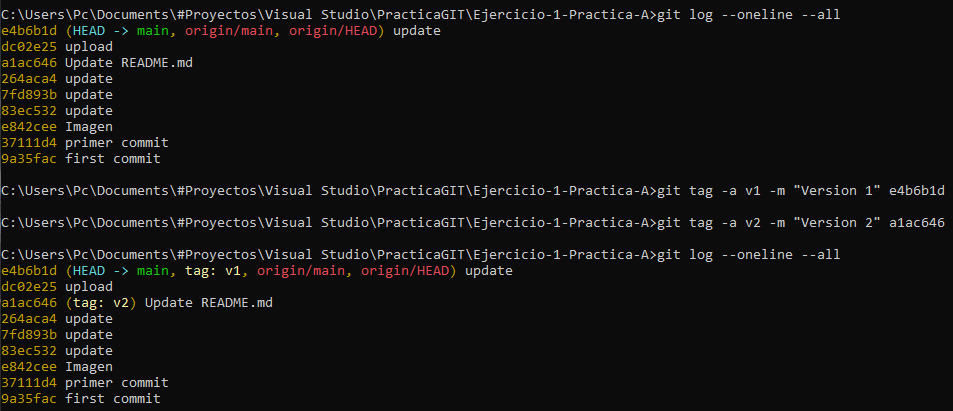 C:\Users\Pc\Documents\#Proyectos\Visual Studio\PracticaGIT\Ejercicio-1-Practica-A>git log --oneline --all
e4b6b1d (HEAD -> main, origin/main, origin/HEAD) update
dc02e25 upload
a1ac646 Update README.md
264aca4 update
7fd893b update
83ec532 update
e842cee Imagen
37111d4 primer commit
9a35fac first commit
C:\Users\Pc\Documents\#Proyectos\Visual Studio\PracticaGIT\Ejercicio-1-Practica-A>git tag -a v1 -m "Version 1" e4b6b1d
C:\Users\Pc\Documents\#Proyectos\Visual Studio\PracticaGIT\Ejercicio-1-Practica-A>git tag -a v2 -m "Version 2" a1ac646
C:\Users\Pc\Documents\#Proyectos\Visual Studio\PracticaGIT\Ejercicio-1-Practica-A>git log --oneline --all
e4b6b1d (HEAD -> main, tag: v1, origin/main, origin/HEAD) update
dc02e25 upload
a1ac646 (tag: v2) Update README.md
264aca4 update
7fd893b update
83ec532 update
e842cee Imagen
37111d4 primer commit
9a35fac first commit